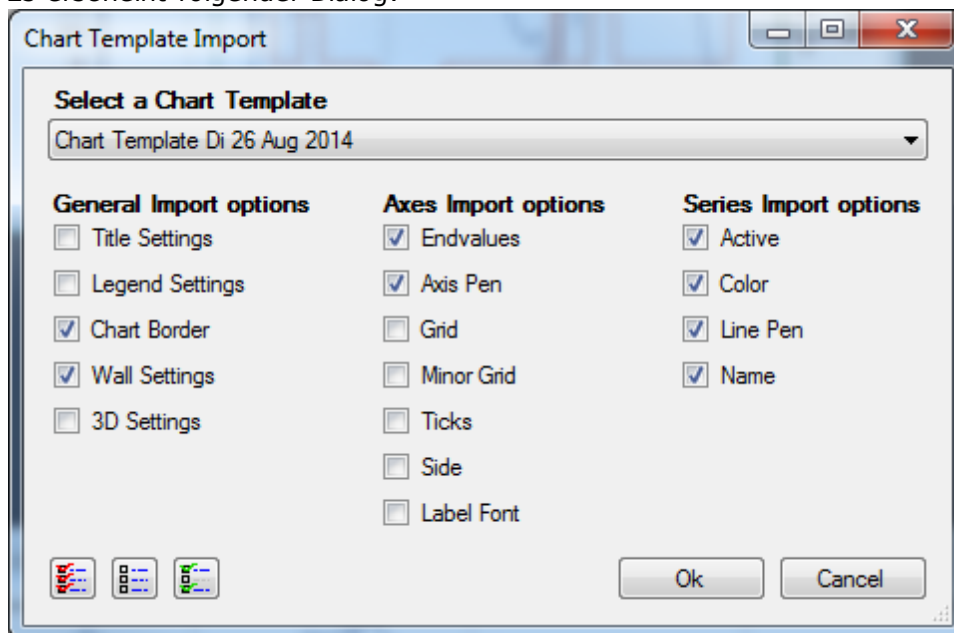 Chart Template Import
Select a Chart Template
Chart Template Di 26 Aug 2014
General Import options
Title Settings
Legend Settings
Chart Border
Wall Settings
3D Settings
Axes Import options
Endvalues
Axis Pen
Grid
Minor Grid
Ticks
Side
Label Font
Series Import options
Active
Color
Line Pen
Name
Ok
Cancel